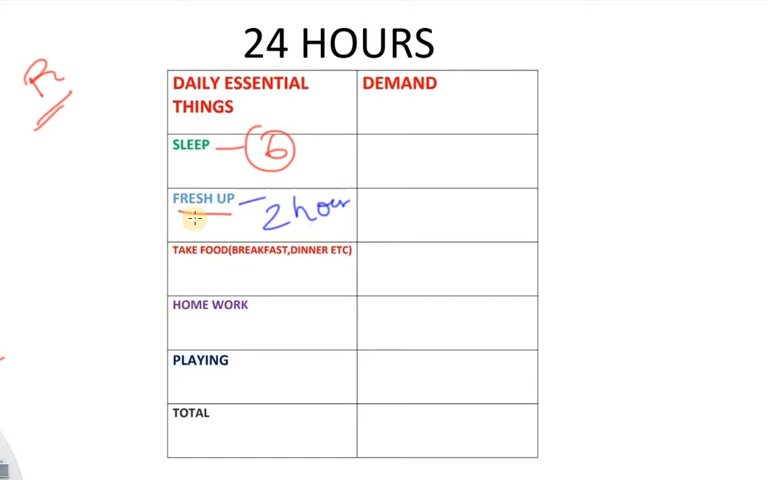 24 HOURS
R
DAILY ESSENTIAL DEMAND
THINGS
SLEEP — 6
FRESH UP — 2 hour
TAKE FOOD(BREAKFAST,DINNER ETC)
HOME WORK
PLAYING
TOTAL